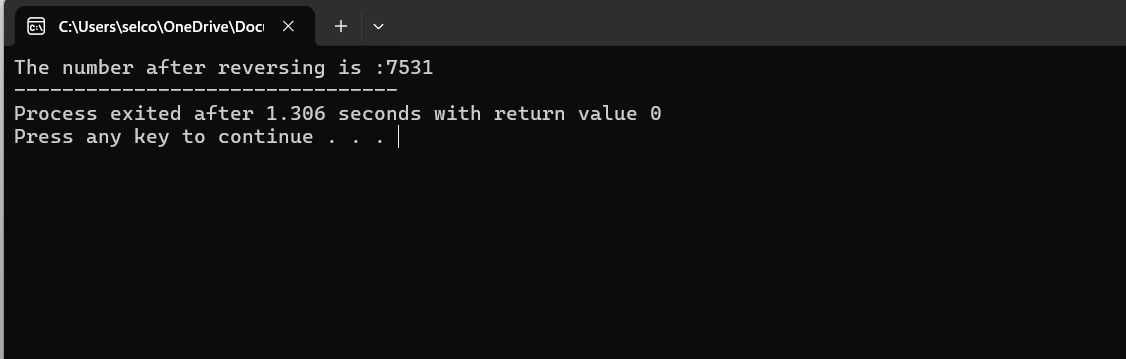 C:\Users\selco\OneDrive\Docu
The number after reversing is :7531
--------------------------------
Process exited after 1.306 seconds with return value 0
Press any key to continue . . .